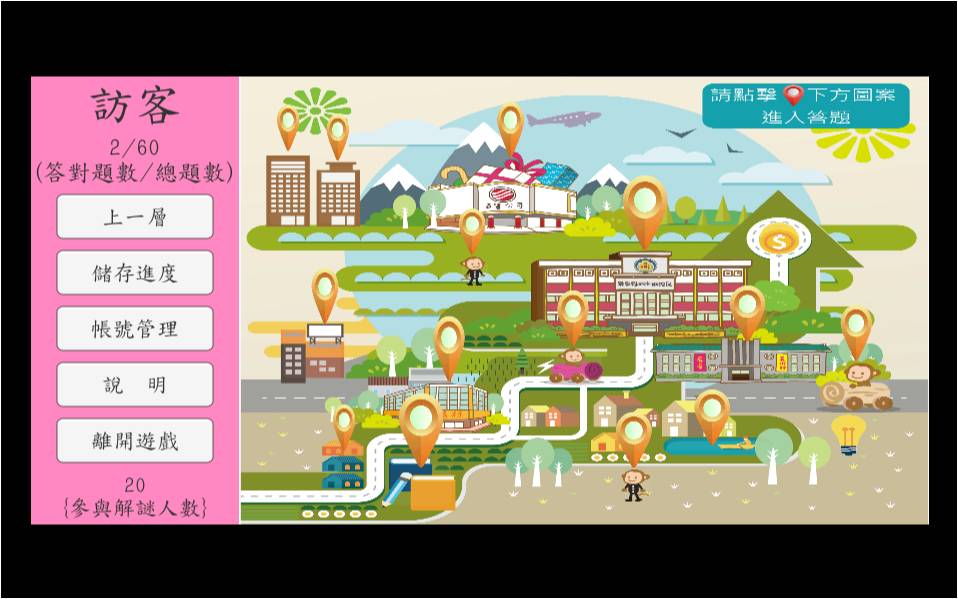 訪客
2/60
(答對題數/總題數)
上一層
儲存進度
帳號管理
說 明
離開遊戲
20
{參與解謎人數}
請點擊 下方圖案
進入答題
$